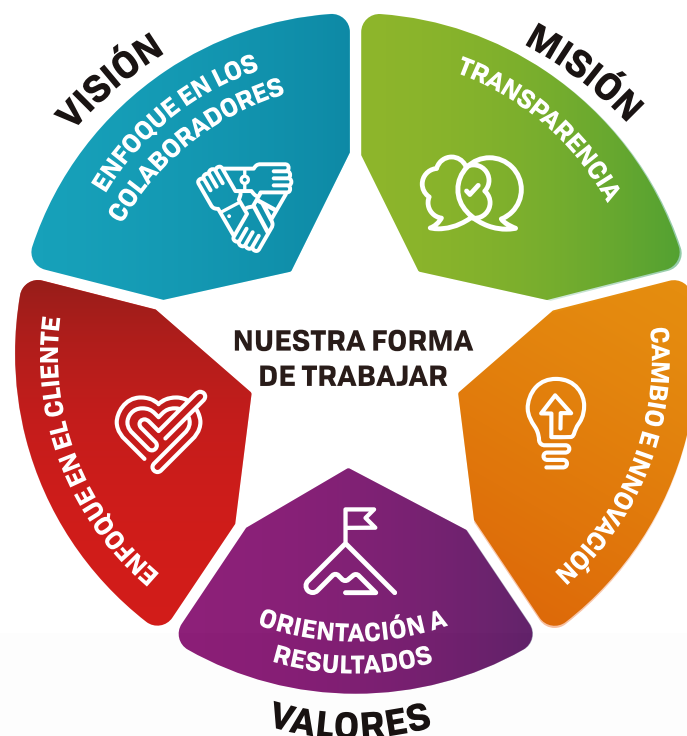 VISIÓN
MISIÓN
ENFOQUE EN LOS
COLABORADORES
TRANSPARENCIA
NUESTRA FORMA
DE TRABAJAR
ENFOQUE EN EL CLIENTE
CAMBIO E INNOVACIÓN
ORIENTACIÓN A
RESULTADOS
VALORES